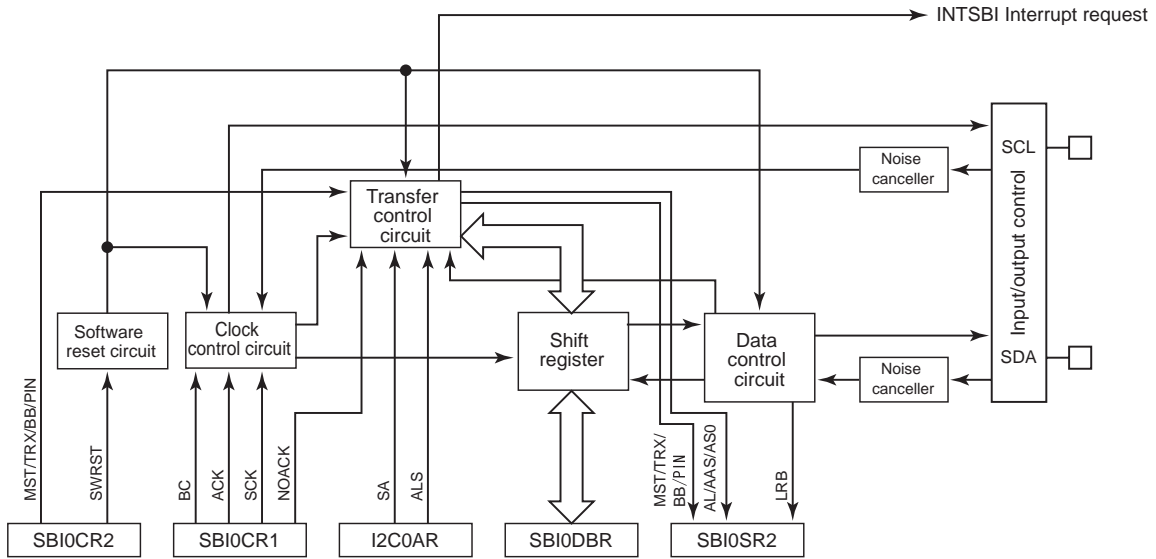 INTSBI Interrupt request
SCL
Input/output control
SDA
Noise
canceller
Transfer
control
circuit
Software
reset circuit
Clock
control circuit
Shift
register
Data
control
circuit
Noise
canceller
MST/TRX/BB/PIN
SWRST
BC
ACK
SCK
NOACK
SA
ALS
MST/TRX/
BB/PIN
AL/AAS/AS0
LRB
SBI0CR2
SBI0CR1
I2C0AR
SBI0DBR
SBI0SR2